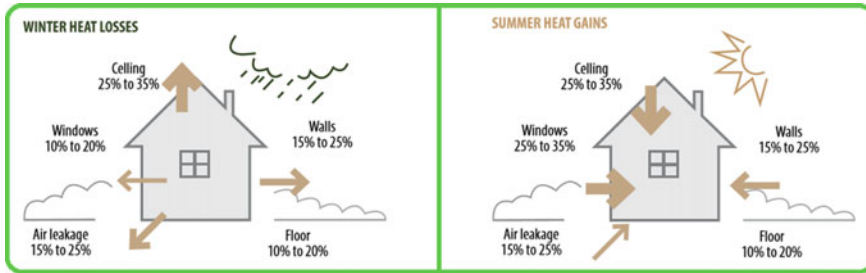 WINTER HEAT LOSSES
Celling
25% to 35%
Windows
10% to 20%
Walls
15% to 25%
Air leakage
15% to 25%
Floor
10% to 20%
SUMMER HEAT GAINS
Celling
25% to 35%
Windows
25% to 35%
Walls
15% to 25%
Air leakage
15% to 25%
Floor
10% to 20%